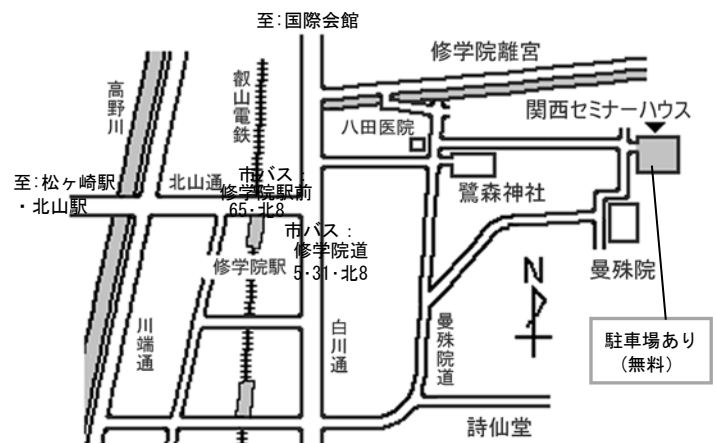 至:国際会館
修学院離宮
高野川
叡山電鉄
関西セミナーハウス
八田医院
至:松ヶ崎駅
・北山駅
北山通
市バス:
修学院駅前
65・北8
鷺森神社
市バス:
修学院道
5・31・北8
修学院駅
曼殊院
N
川端通
白川通
曼殊院道
駐車場あり
(無料)
詩仙堂